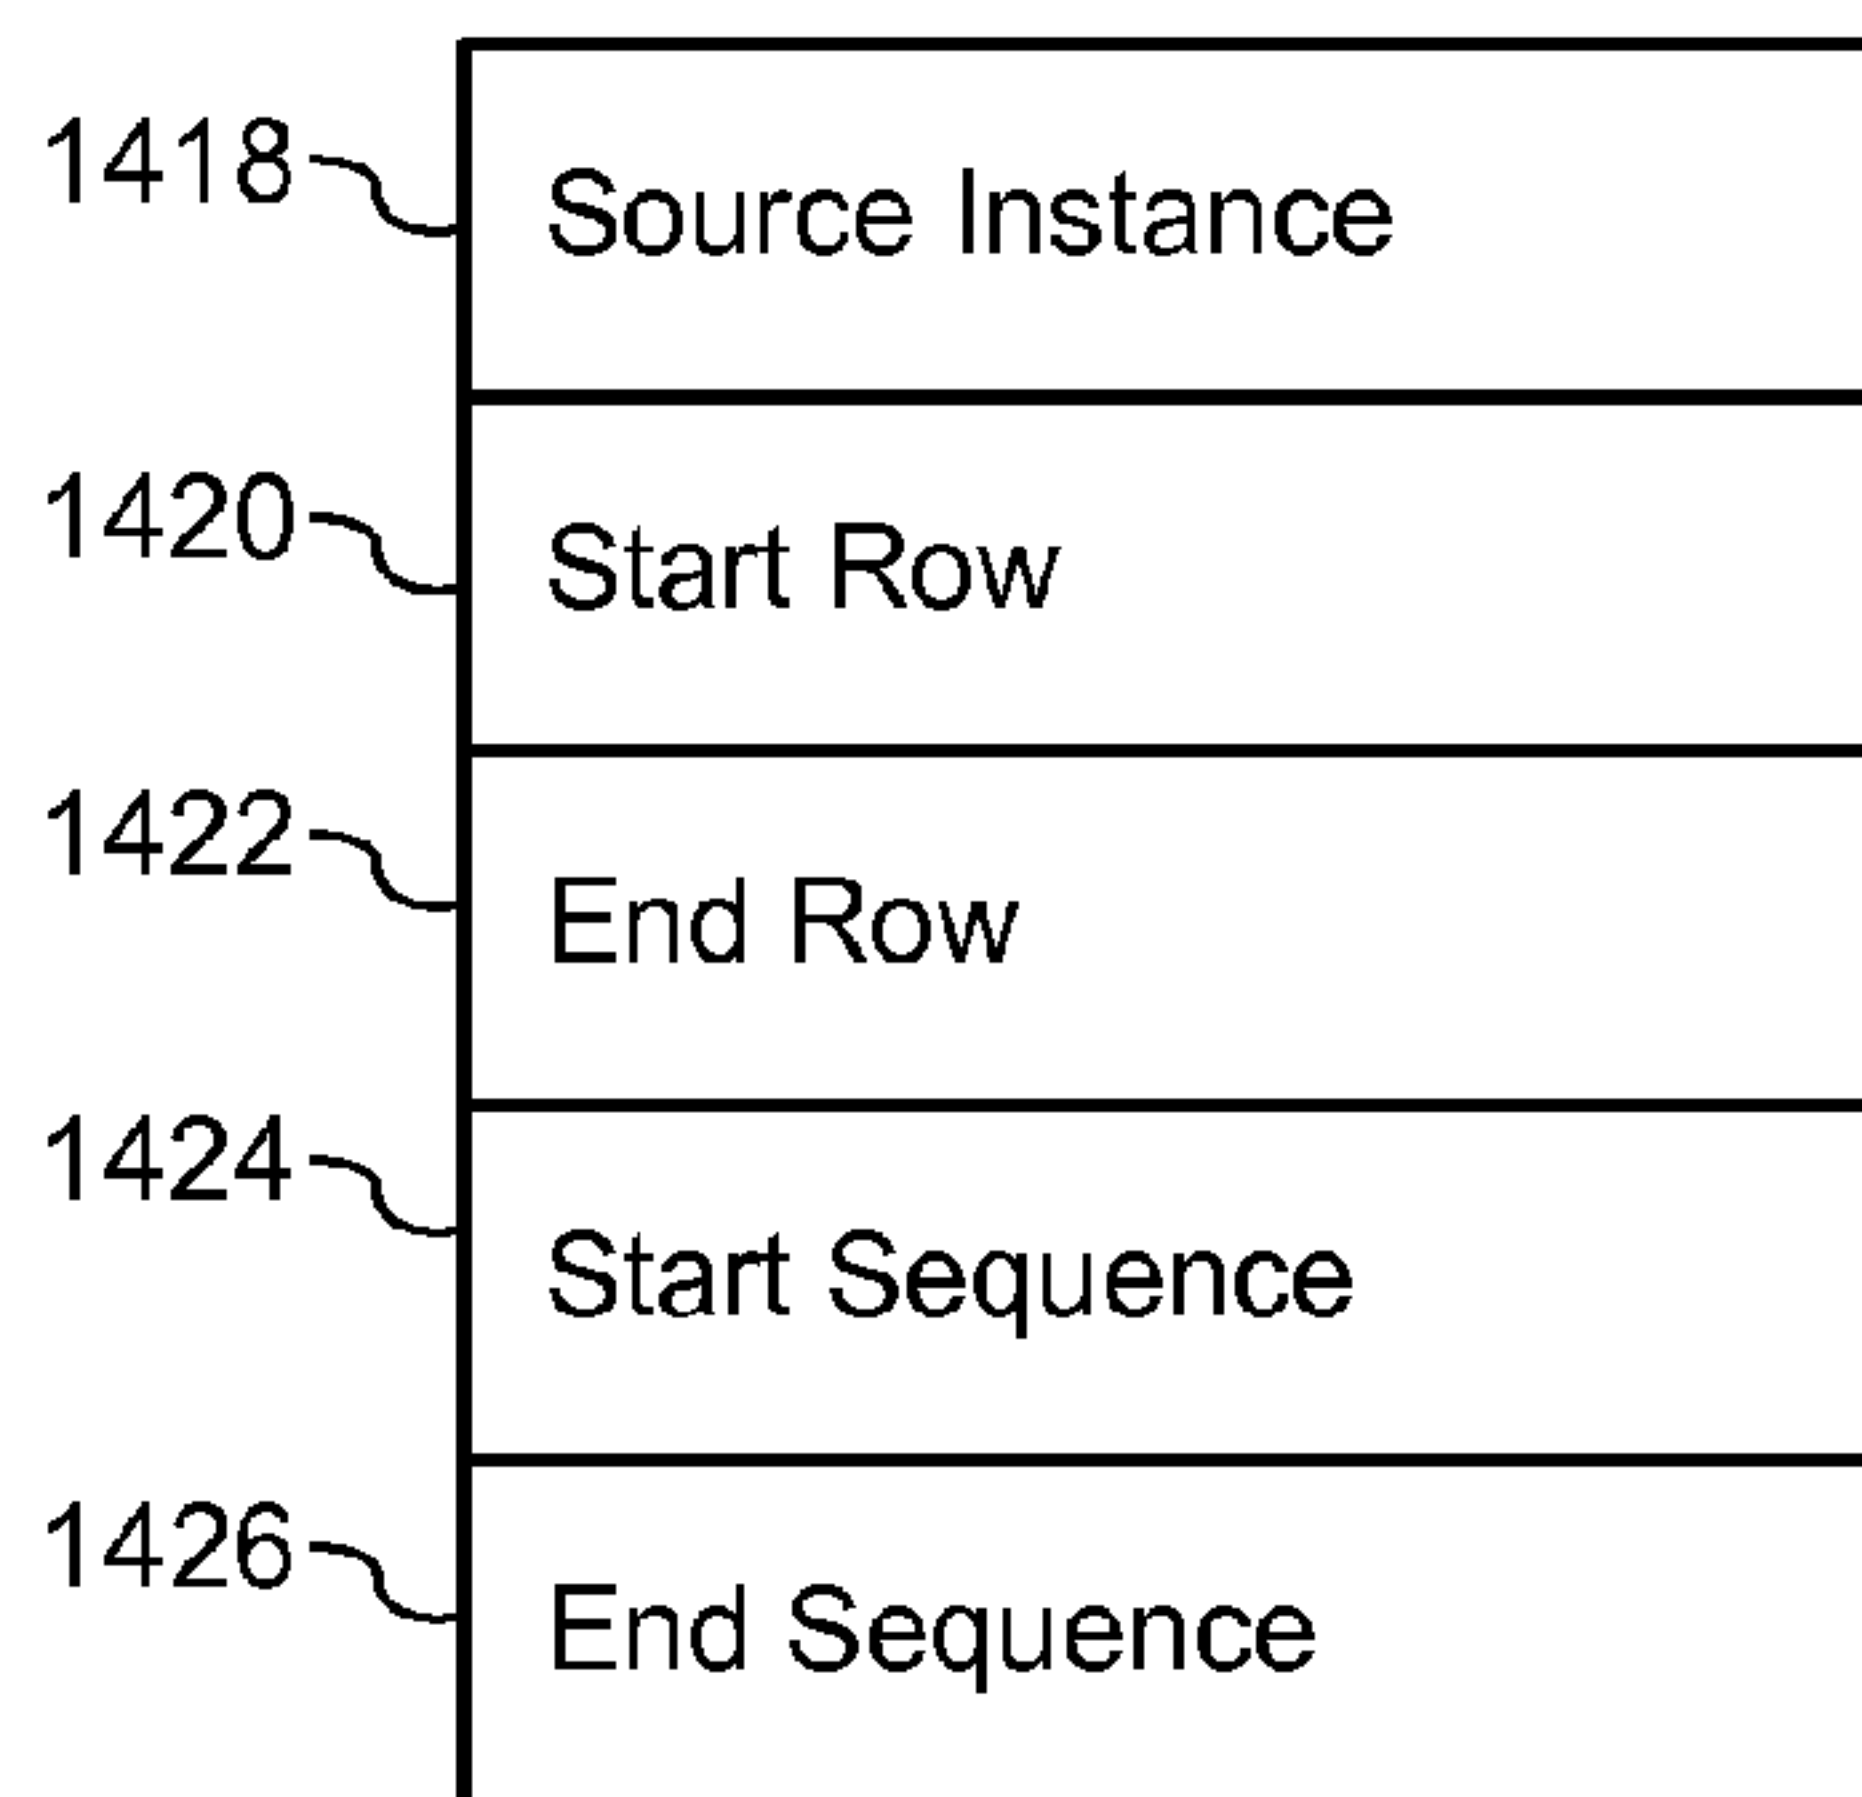 1418
Source Instance
1420
Start Row
1422
End Row
1424
Start Sequence
1426
End Sequence